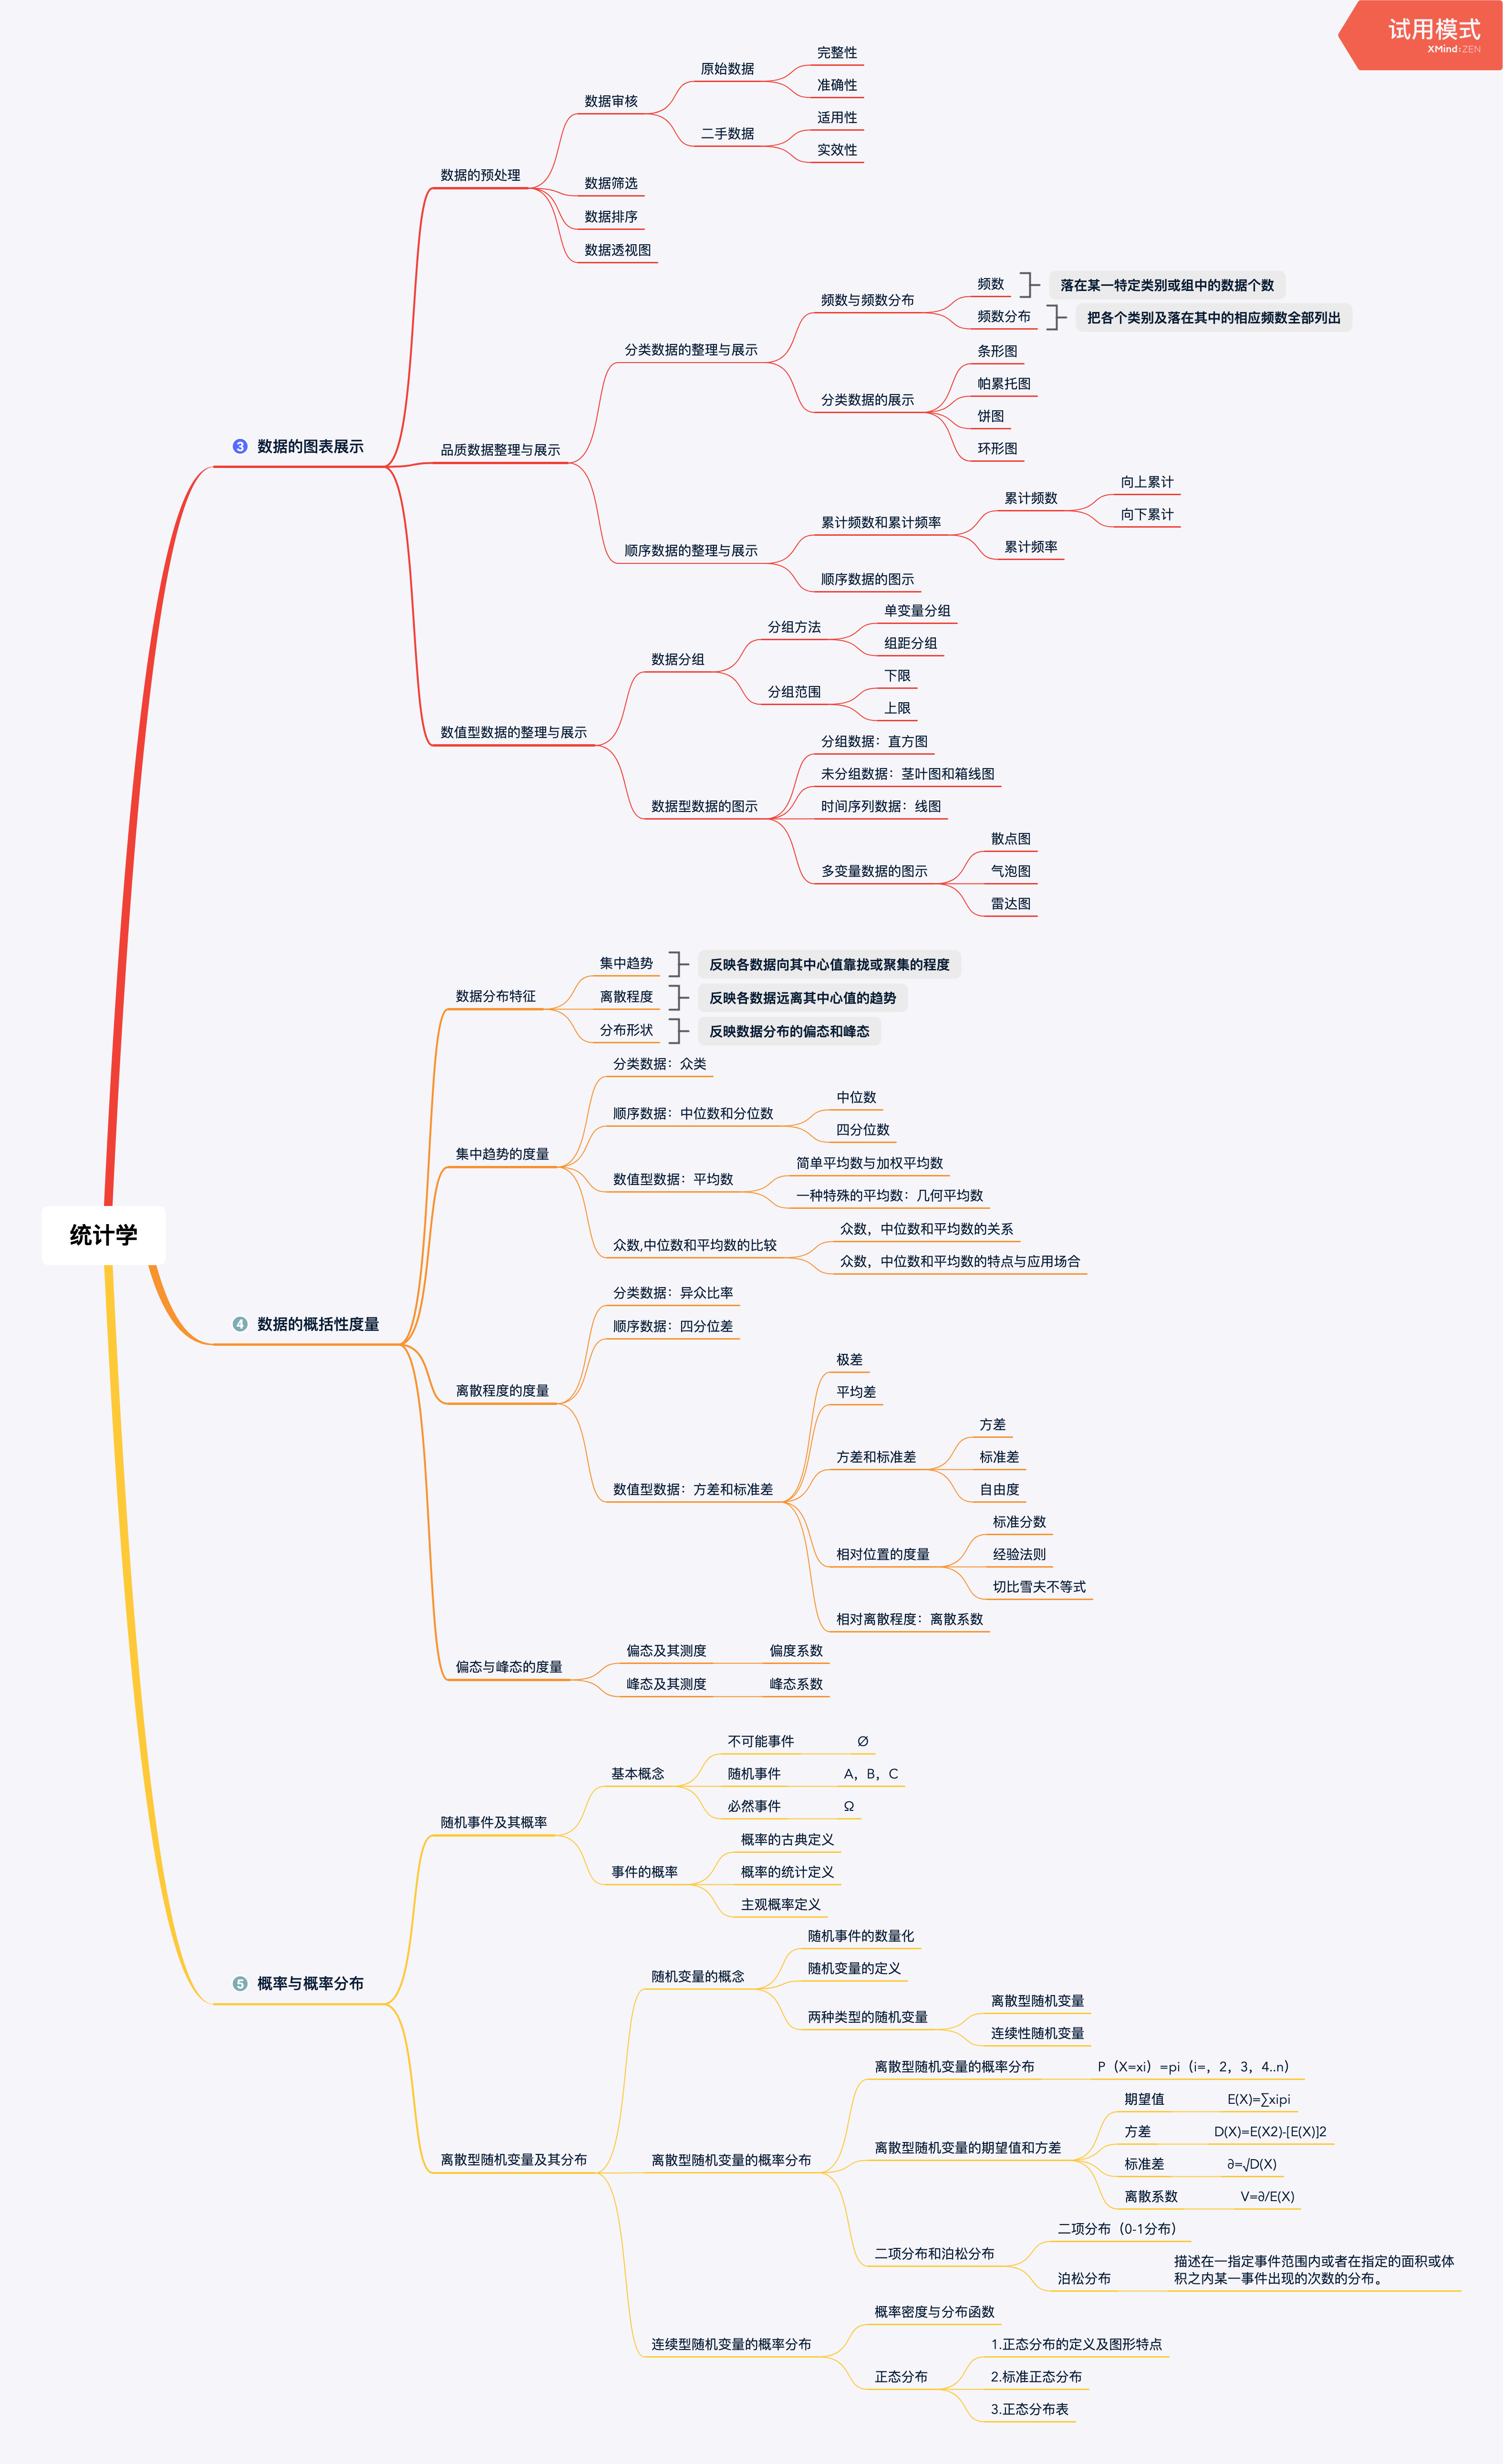 试用模式
XMind:ZEN
统计学
3 数据的图表展示
数据的预处理
数据审核
原始数据
完整性
准确性
二手数据
适用性
实效性
数据筛选
数据排序
数据透视图
品质数据整理与展示
分类数据的整理与展示
频数与频数分布
频数
落在某一特定类别或组中的数据个数
频数分布
把各个类别及落在其中的相应频数全部列出
分类数据的展示
条形图
帕累托图
饼图
环形图
顺序数据的整理与展示
累计频数和累计频率
累计频数
向上累计
向下累计
累计频率
顺序数据的图示
数值型数据的整理与展示
数据分组
分组方法
单变量分组
组距分组
分组范围
下限
上限
数据型数据的图示
分组数据：直方图
未分组数据：茎叶图和箱线图
时间序列数据：线图
多变量数据的图示
散点图
气泡图
雷达图
4 数据的概括性度量
数据分布特征
集中趋势
反映各数据向其中心值靠拢或聚集的程度
离散程度
反映各数据远离其中心值的趋势
分布形状
反映数据分布的偏态和峰态
集中趋势的度量
分类数据：众类
顺序数据：中位数和分位数
中位数
四分位数
数值型数据：平均数
简单平均数与加权平均数
一种特殊的平均数：几何平均数
众数,中位数和平均数的比较
众数，中位数和平均数的关系
众数，中位数和平均数的特点与应用场合
离散程度的度量
分类数据：异众比率
顺序数据：四分位差
数值型数据：方差和标准差
极差
平均差
方差和标准差
方差
标准差
自由度
相对位置的度量
标准分数
经验法则
切比雪夫不等式
相对离散程度：离散系数
偏态与峰态的度量
偏态及其测度
偏度系数
峰态及其测度
峰态系数
5 概率与概率分布
随机事件及其概率
基本概念
不可能事件
Ø
随机事件
A，B，C
必然事件
Ω
事件的概率
概率的古典定义
概率的统计定义
主观概率定义
离散型随机变量及其分布
随机变量的概念
随机事件的数量化
随机变量的定义
两种类型的随机变量
离散型随机变量
连续性随机变量
离散型随机变量的概率分布
离散型随机变量的概率分布
P（X=xi）=pi（i=，2，3，4..n）
离散型随机变量的期望值和方差
期望值
E(X)=∑xipi
方差
D(X)=E(X2)-[E(X)]2
标准差
∂=√D(X)
离散系数
V=∂/E(X)
二项分布和泊松分布
二项分布（0-1分布）
泊松分布
描述在一指定事件范围内或者在指定的面积或体
积之内某一事件出现的次数的分布。
连续型随机变量的概率分布
概率密度与分布函数
正态分布
1.正态分布的定义及图形特点
2.标准正态分布
3.正态分布表